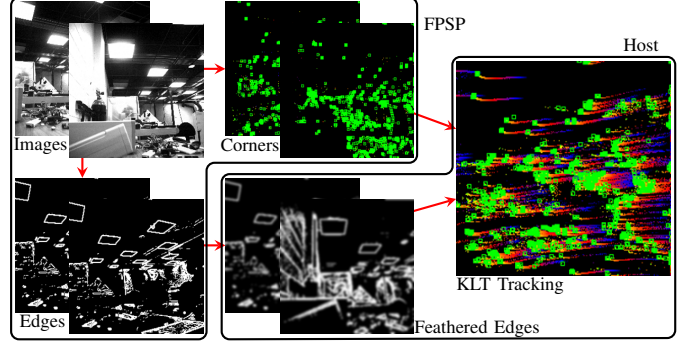 FPSP
Host
Images
Corners
KLT Tracking
Edges
Feathered Edges